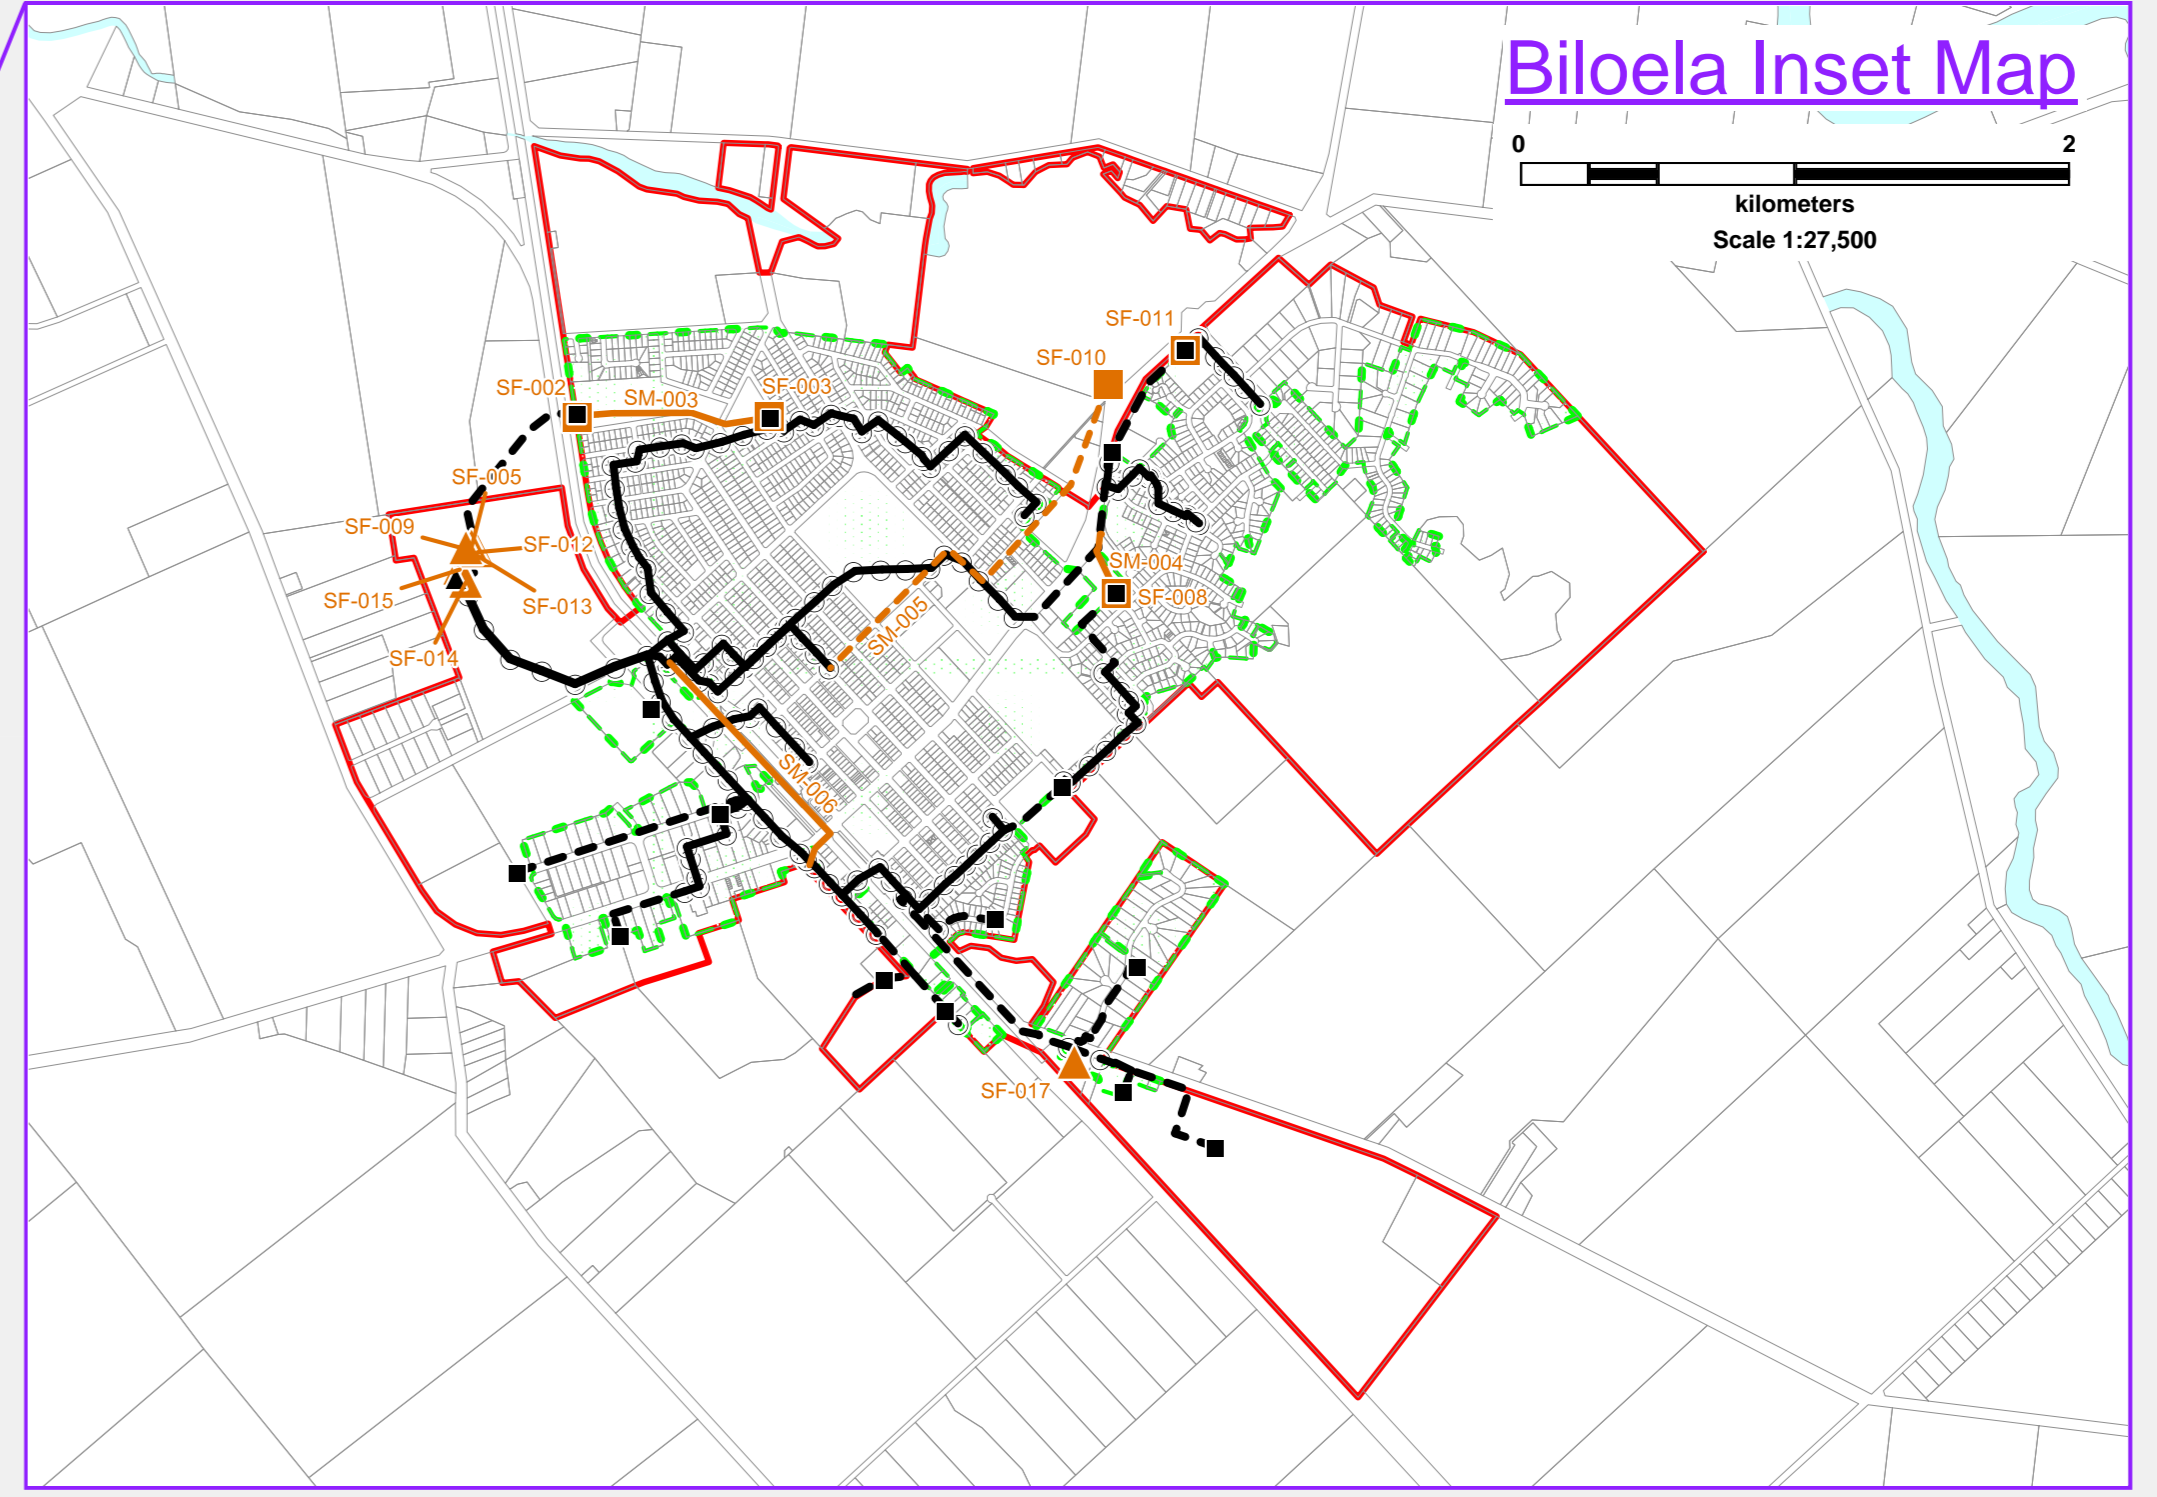 Biloela Inset Map
0 2
kilometers
Scale 1:27,500
SF-011
SF-010
SF-002
SM-003
SF-003
SF-005
SF-009
SF-012
SM-004
SF-015
SF-013
SF-008
SM-005
SF-014
SM-006
SF-017